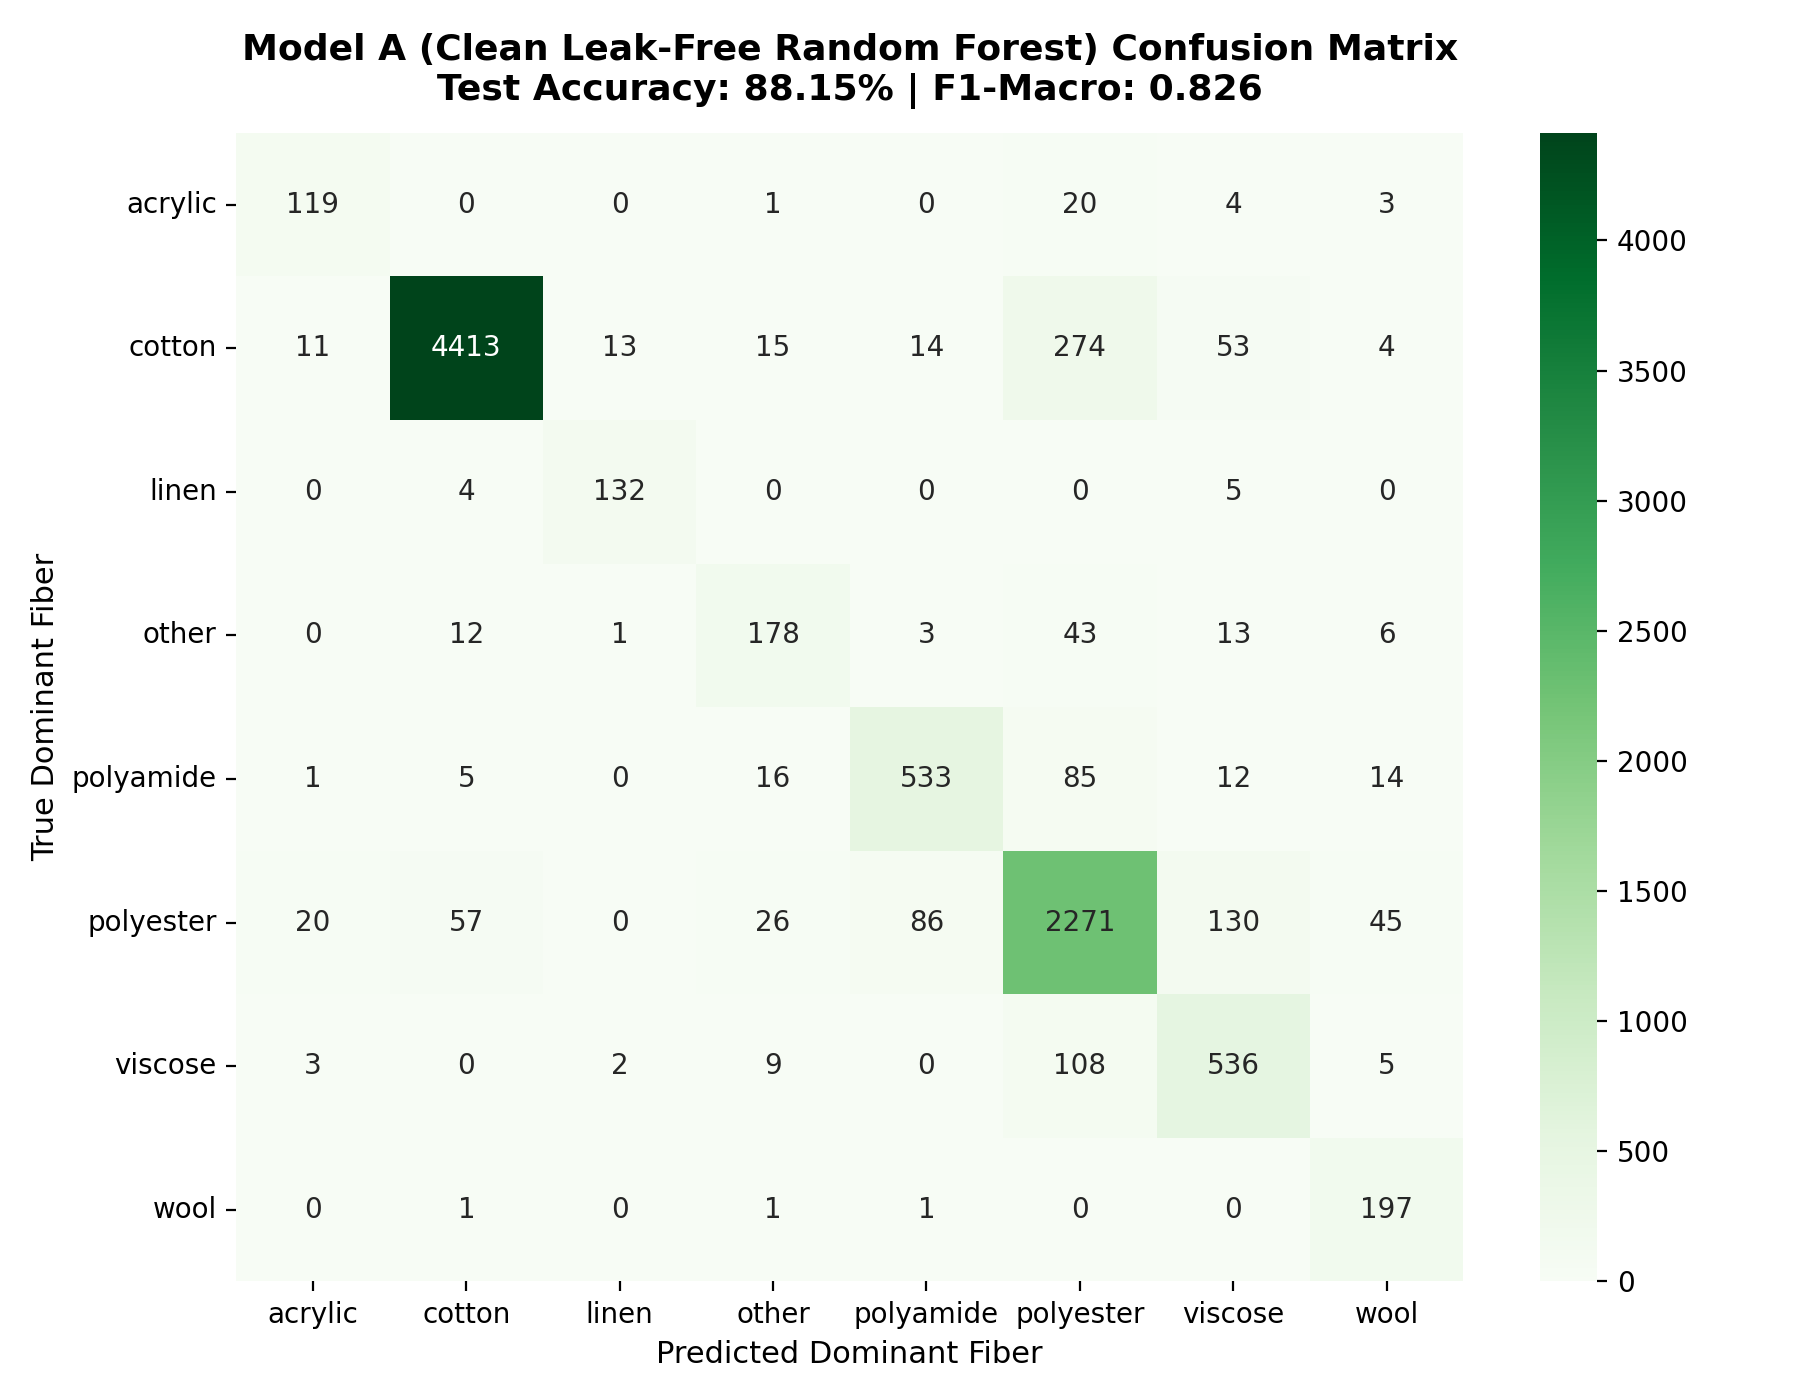 Model A (Clean Leak-Free Random Forest) Confusion Matrix
Test Accuracy: 88.15% | F1-Macro: 0.826
True Dominant Fiber
acrylic 119 0 0 1 0 20 4 3
cotton 11 4413 13 15 14 274 53 4
linen 0 4 132 0 0 0 5 0
other 0 12 1 178 3 43 13 6
polyamide 1 5 0 16 533 85 12 14
polyester 20 57 0 26 86 2271 130 45
viscose 3 0 2 9 0 108 536 5
wool 0 1 0 1 1 0 0 197
acrylic cotton linen other polyamide polyester viscose wool
Predicted Dominant Fiber
4000
3500
3000
2500
2000
1500
1000
500
0